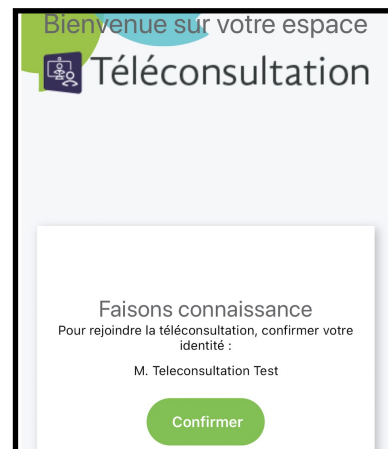 Bienvenue sur votre espace
Téléconsultation
Faisons connaissance
Pour rejoindre la téléconsultation, confirmer votre
identité :
M. Teleconsultation Test
Confirmer